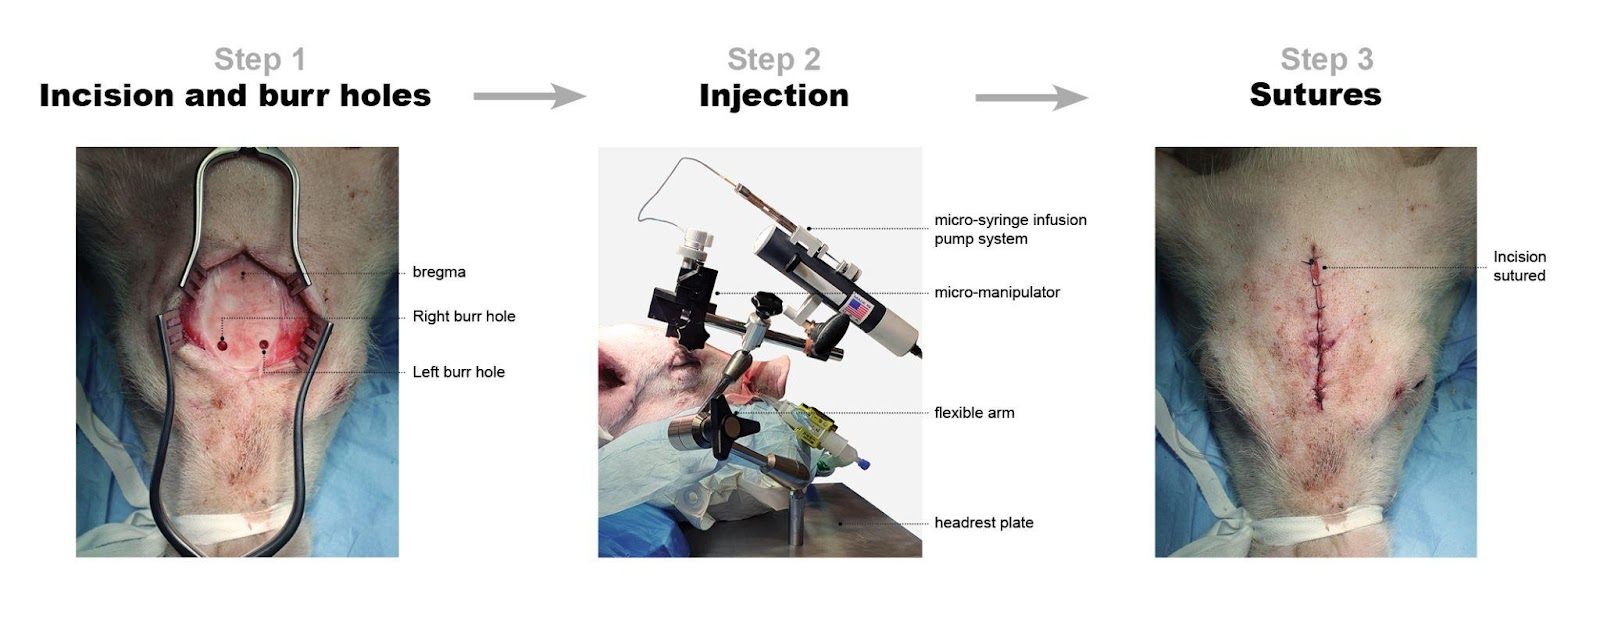 Step 1
Incision and burr holes
Step 2
Injection
Step 3
Sutures
bregma
Right burr hole
Left burr hole
micro-syringe infusion
pump system
micro-manipulator
flexible arm
headrest plate
Incision
sutured